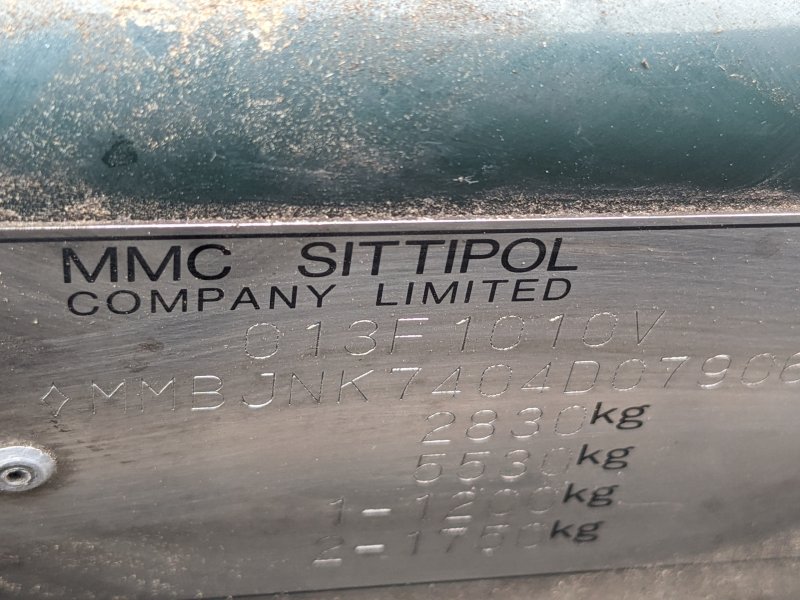 MMC SITTIPOL
COMPANY LIMITED
013F1010V
MMBJNK7404D07906
2830kg
5530kg
1-1200kg
2-1750kg